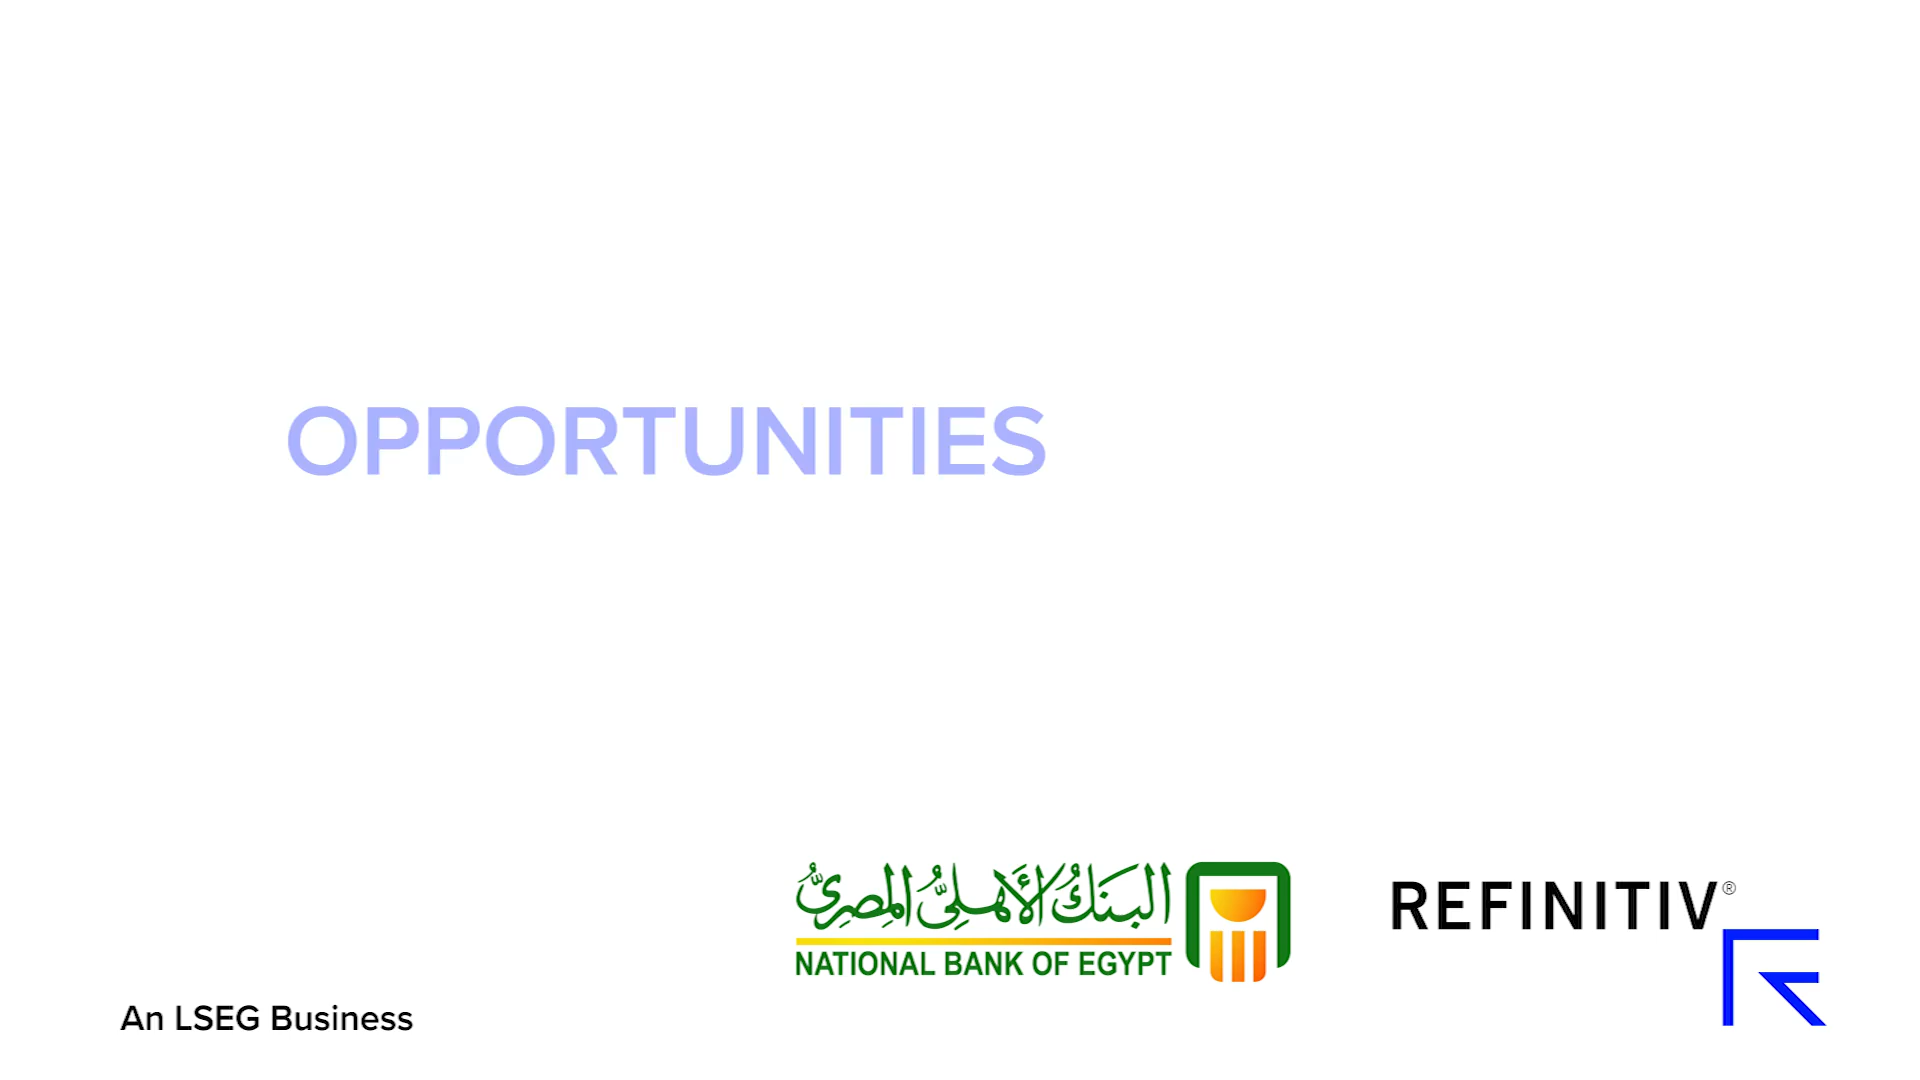 OPPORTUNITIES
البنك الأهلي المصري
NATIONAL BANK OF EGYPT
REFINITIV®
An LSEG Business